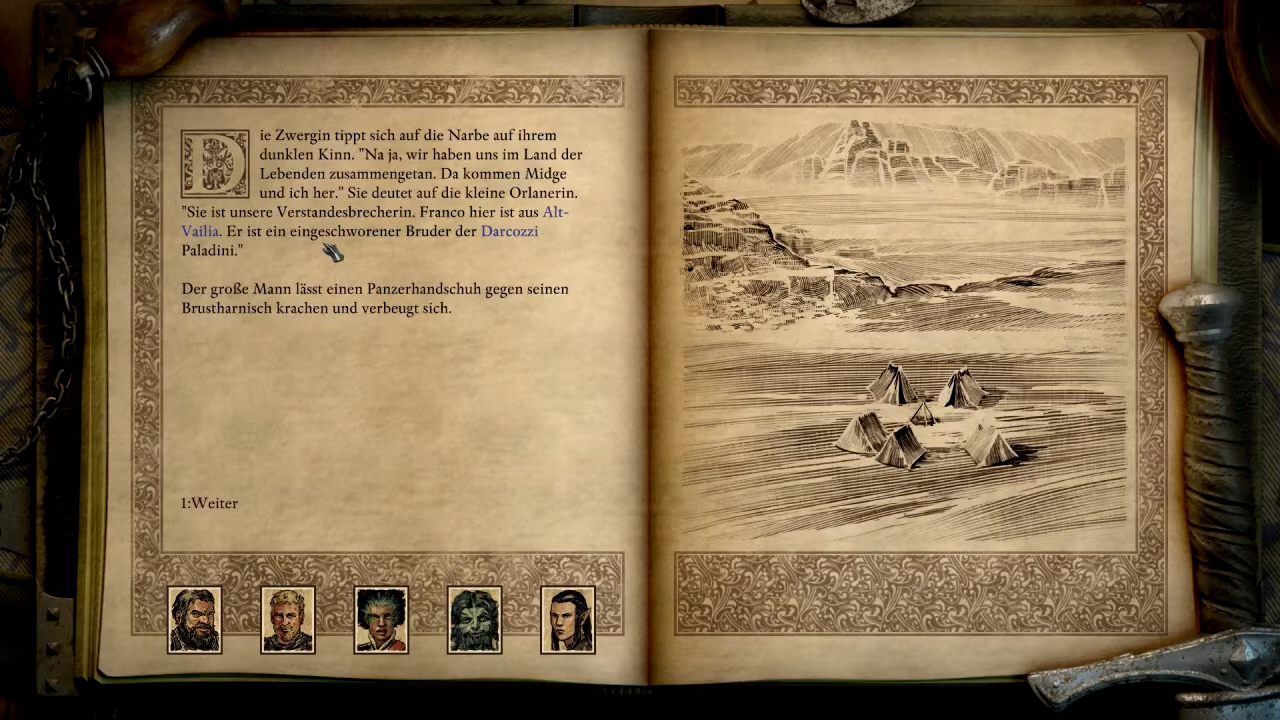 Die Zwergin tippt sich auf die Narbe auf ihrem
dunklen Kinn. "Na ja, wir haben uns im Land der
Lebenden zusammengetan. Da kommen Midge
und ich her." Sie deutet auf die kleine Orlanerin.
"Sie ist unsere Verstandesbrecherin. Franco hier ist aus Alt-
Vailia. Er ist ein eingeschworener Bruder der Darcozzi
Paladini."
Der große Mann lässt einen Panzerhandschuh gegen seinen
Brustharnisch krachen und verbeugt sich.
1:Weiter